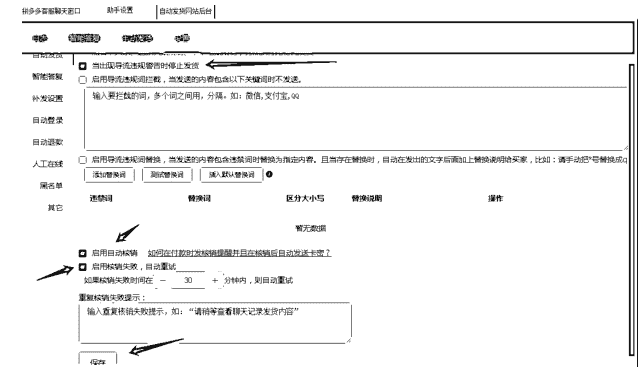 拼多多客服聊天窗口 助手设置 自动发货网站后台
自动发货
当出现导流违规警告时停止发货
智能答复
启用导流违规词拦截，当发送的内容包含以下关键词时不发送。
补发设置
输入要拦截的词，多个词之间用，分隔。如：微信,支付宝,qq
自动登录
自动退款
人工在线
启用导流违规词替换，当发送的内容包含违禁词时替换为指定内容。且当存在替换时，自动在发出的文字后面加上替换说明给买家，比如：请手动把*号替换成q
添加替换词 测试替换词 插入默认替换词
黑名单
其它
违禁词 替换词 区分大小写 替换说明 操作
暂无数据
启用自动核销 如何在付款时发核销提醒并且在核销后自动发送卡密？
启用核销失败，自动重试
如果核销失败时间在 － 30 ＋ 分钟内，则自动重试
重复核销失败提示：
输入重复核销失败提示，如：“请稍等查看聊天记录发货内容”
保存